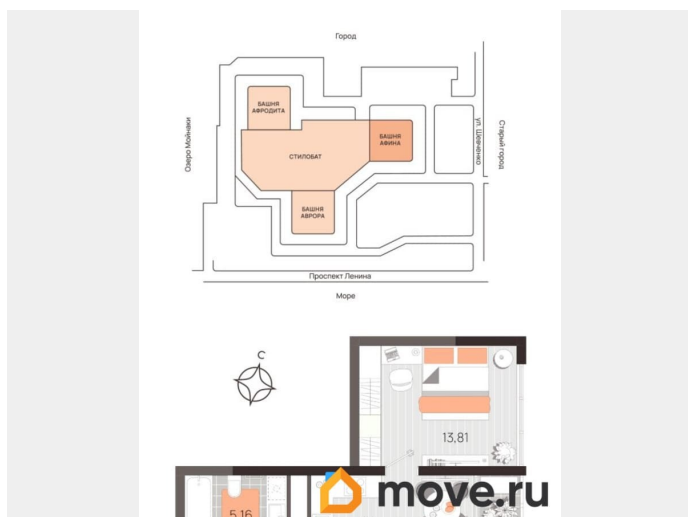 Город
БАШНЯ
АФРОДИТА
БАШНЯ
АФИНА
СТИЛОБАТ
БАШНЯ
АВРОРА
Озеро Мойнаки
ул. Шевченко
Старый город
Проспект Ленина
Море
С
13,81
5,16
move.ru